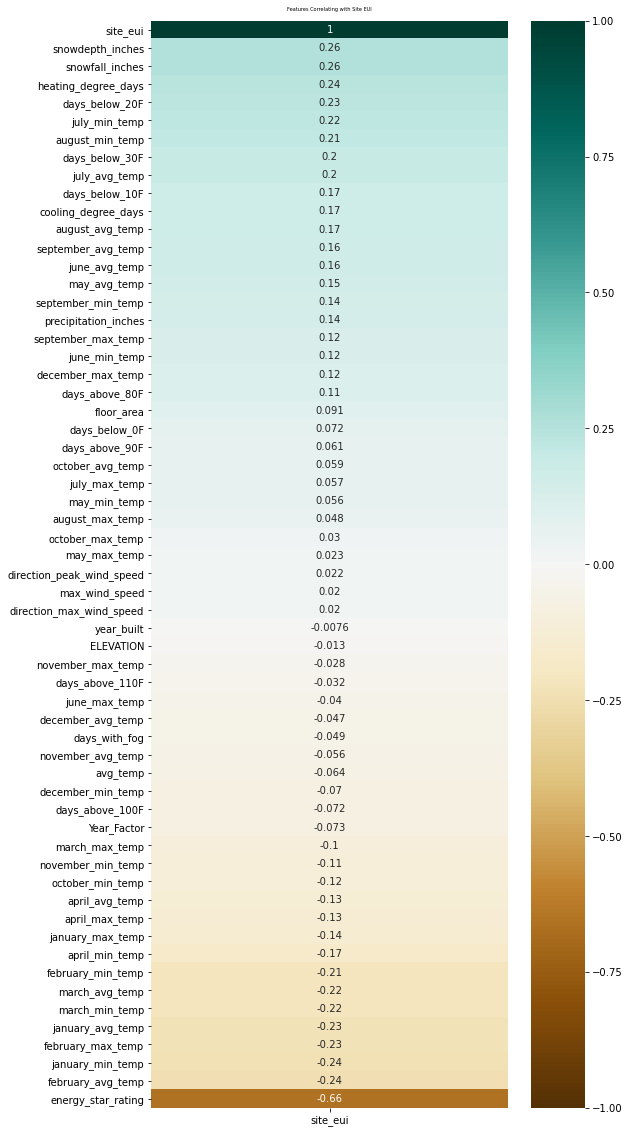 Features Correlating with Site EUI
site_eui 1
snowdepth_inches 0.26
snowfall_inches 0.26
heating_degree_days 0.24
days_below_20F 0.23
july_min_temp 0.22
august_min_temp 0.21
days_below_30F 0.2
july_avg_temp 0.2
days_below_10F 0.17
cooling_degree_days 0.17
august_avg_temp 0.17
september_avg_temp 0.16
june_avg_temp 0.16
may_avg_temp 0.15
september_min_temp 0.14
precipitation_inches 0.14
september_max_temp 0.12
june_min_temp 0.12
december_max_temp 0.12
days_above_80F 0.11
floor_area 0.091
days_below_0F 0.072
days_above_90F 0.061
october_avg_temp 0.059
july_max_temp 0.057
may_min_temp 0.056
august_max_temp 0.048
october_max_temp 0.03
may_max_temp 0.023
direction_peak_wind_speed 0.022
max_wind_speed 0.02
direction_max_wind_speed 0.02
year_built -0.0076
ELEVATION -0.013
november_max_temp -0.028
days_above_110F -0.032
june_max_temp -0.04
december_avg_temp -0.047
days_with_fog -0.049
november_avg_temp -0.056
avg_temp -0.064
december_min_temp -0.07
days_above_100F -0.072
Year_Factor -0.073
march_max_temp -0.1
november_min_temp -0.11
october_min_temp -0.12
april_avg_temp -0.13
april_max_temp -0.13
january_max_temp -0.14
april_min_temp -0.17
february_min_temp -0.21
march_avg_temp -0.22
march_min_temp -0.22
january_avg_temp -0.23
february_max_temp -0.23
january_min_temp -0.24
february_avg_temp -0.24
energy_star_rating -0.66
site_eui
1.00
0.75
0.50
0.25
0.00
−0.25
−0.50
−0.75
−1.00